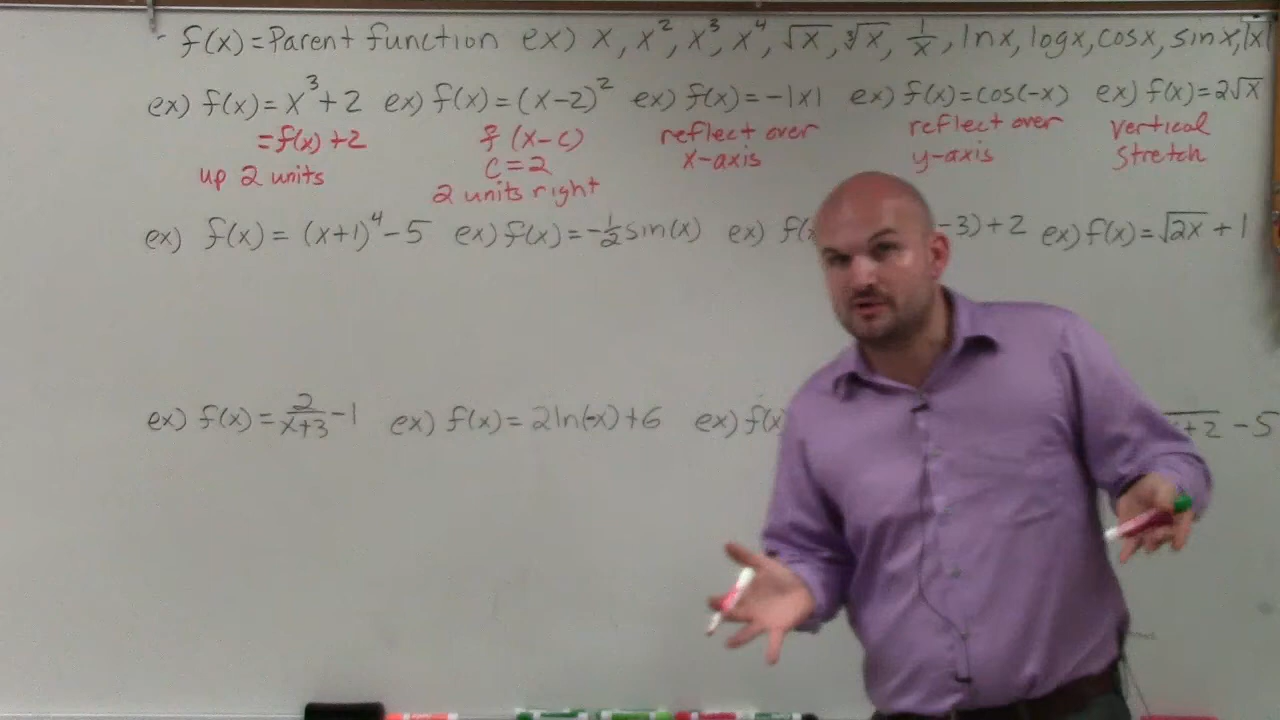 - f(x) = Parent function ex) x, x², x³, x⁴, √x, ∛x, 1/x, ln x, log x, cos x, sin x, |x|
ex) f(x) = x³ + 2 ex) f(x) = (x-2)² ex) f(x) = -|x| ex) f(x) = cos(-x) ex) f(x) = 2√x
= f(x) + 2 f (x-c) reflect over reflect over vertical
up 2 units c = 2 x-axis y-axis stretch
2 units right
ex) f(x) = (x+1)⁴ - 5 ex) f(x) = -½ sin(x) ex) f(x -3) + 2 ex) f(x) = √2x + 1
ex) f(x) = 2/(x+3) - 1 ex) f(x) = 2ln(-x) + 6 ex) f(x) +2 - 5